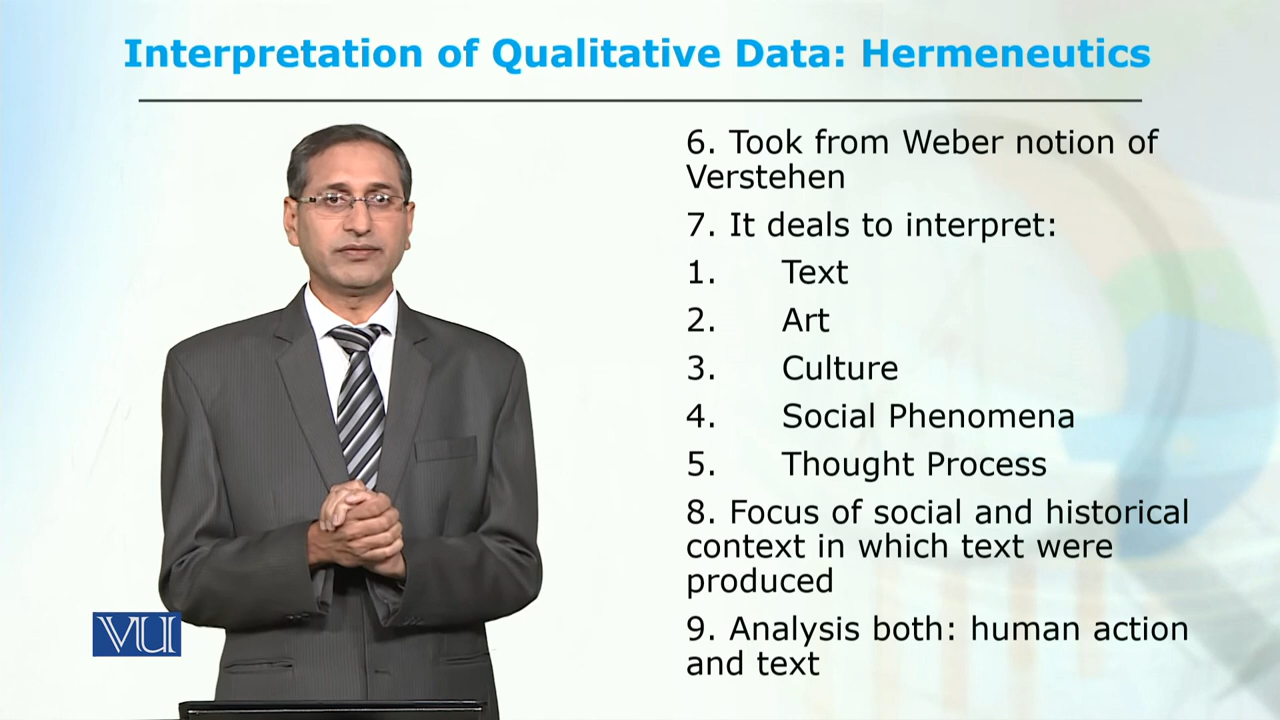 Interpretation of Qualitative Data: Hermeneutics
6. Took from Weber notion of
Verstehen
7. It deals to interpret:
1. Text
2. Art
3. Culture
4. Social Phenomena
5. Thought Process
8. Focus of social and historical
context in which text were
produced
9. Analysis both: human action
and text
VU